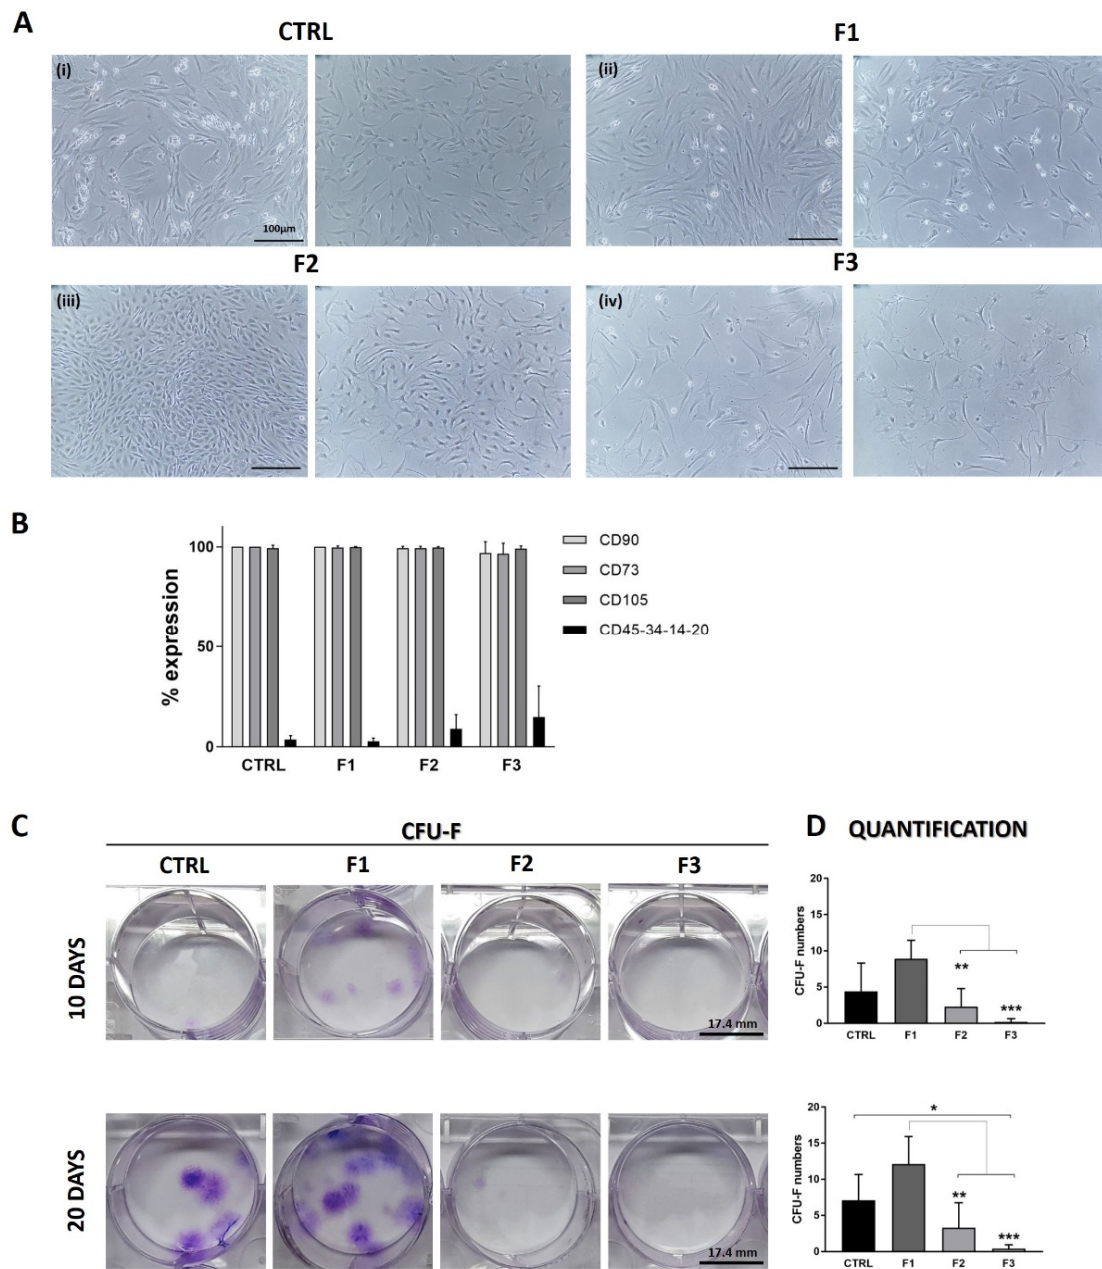 A
CTRL
F1
(i)
(ii)
100µm
F2
F3
(iii)
(iv)
B
% expression
100
50
0
CTRL
F1
F2
F3
CD90
CD73
CD105
CD45-34-14-20
C
CFU-F
CTRL
F1
F2
F3
10 DAYS
17.4 mm
20 DAYS
17.4 mm
D
QUANTIFICATION
CFU-F numbers
20
15
10
5
0
**
***
CTRL
F1
F2
F3
CFU-F numbers
20
15
10
5
0
*
**
***
CTRL
F1
F2
F3